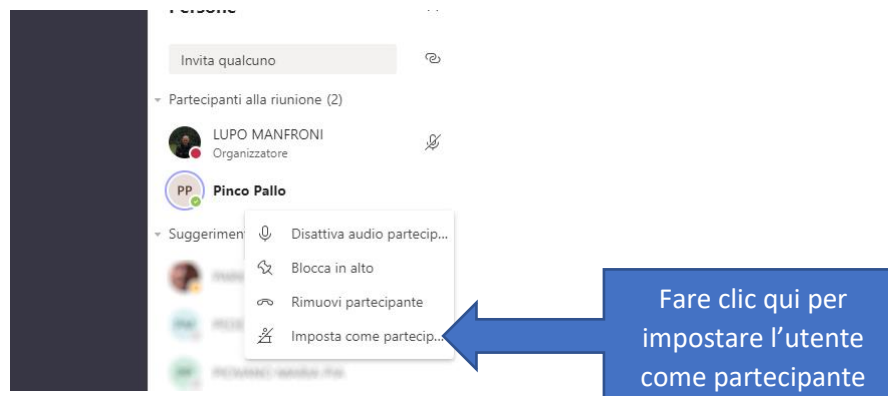 Persone
Invita qualcuno
Partecipanti alla riunione (2)
LUPO MANFRONI
Organizzatore
PP Pinco Pallo
Suggerimen
Disattiva audio partecip...
Blocca in alto
Rimuovi partecipante
Imposta come partecip...
Fare clic qui per
impostare l’utente
come partecipante